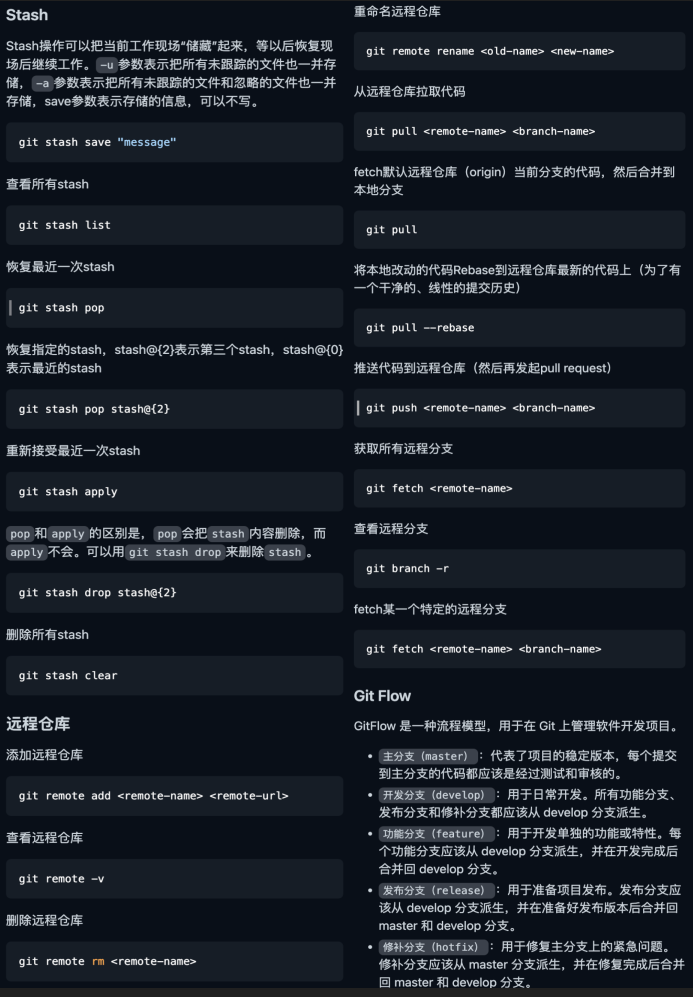 Stash
Stash操作可以把当前工作现场“储藏”起来，等以后恢复现
场后继续工作。-u参数表示把所有未跟踪的文件也一并存
储，-a参数表示把所有未跟踪的文件和忽略的文件也一并
存储，save参数表示存储的信息，可以不写。
git stash save "message"
查看所有stash
git stash list
恢复最近一次stash
git stash pop
恢复指定的stash，stash@{2}表示第三个stash，stash@{0}
表示最近的stash
git stash pop stash@{2}
重新接受最近一次stash
git stash apply
pop和apply的区别是，pop会把stash内容删除，而
apply不会。可以用git stash drop来删除stash。
git stash drop stash@{2}
删除所有stash
git stash clear
远程仓库
添加远程仓库
git remote add <remote-name> <remote-url>
查看远程仓库
git remote -v
删除远程仓库
git remote rm <remote-name>
重命名远程仓库
git remote rename <old-name> <new-name>
从远程仓库拉取代码
git pull <remote-name> <branch-name>
fetch默认远程仓库（origin）当前分支的代码，然后合并到
本地分支
git pull
将本地改动的代码Rebase到远程仓库最新的代码上（为了有
一个干净的、线性的提交历史）
git pull --rebase
推送代码到远程仓库（然后再发起pull request）
git push <remote-name> <branch-name>
获取所有远程分支
git fetch <remote-name>
查看远程分支
git branch -r
fetch某一个特定的远程分支
git fetch <remote-name> <branch-name>
Git Flow
GitFlow 是一种流程模型，用于在 Git 上管理软件开发项目。
• 主分支（master）：代表了项目的稳定版本，每个提交
到主分支的代码都应该是经过测试和审核的。
• 开发分支（develop）：用于日常开发。所有功能分支、
发布分支和修补分支都应该从 develop 分支派生。
• 功能分支（feature）：用于开发单独的功能或特性。每
个功能分支应该从 develop 分支派生，并在开发完成后
合并回 develop 分支。
• 发布分支（release）：用于准备项目发布。发布分支应
该从 develop 分支派生，并在准备好发布版本后合并回
master 和 develop 分支。
• 修补分支（hotfix）：用于修复主分支上的紧急问题。
修补分支应该从 master 分支派生，并在修复完成后合并
回 master 和 develop 分支。